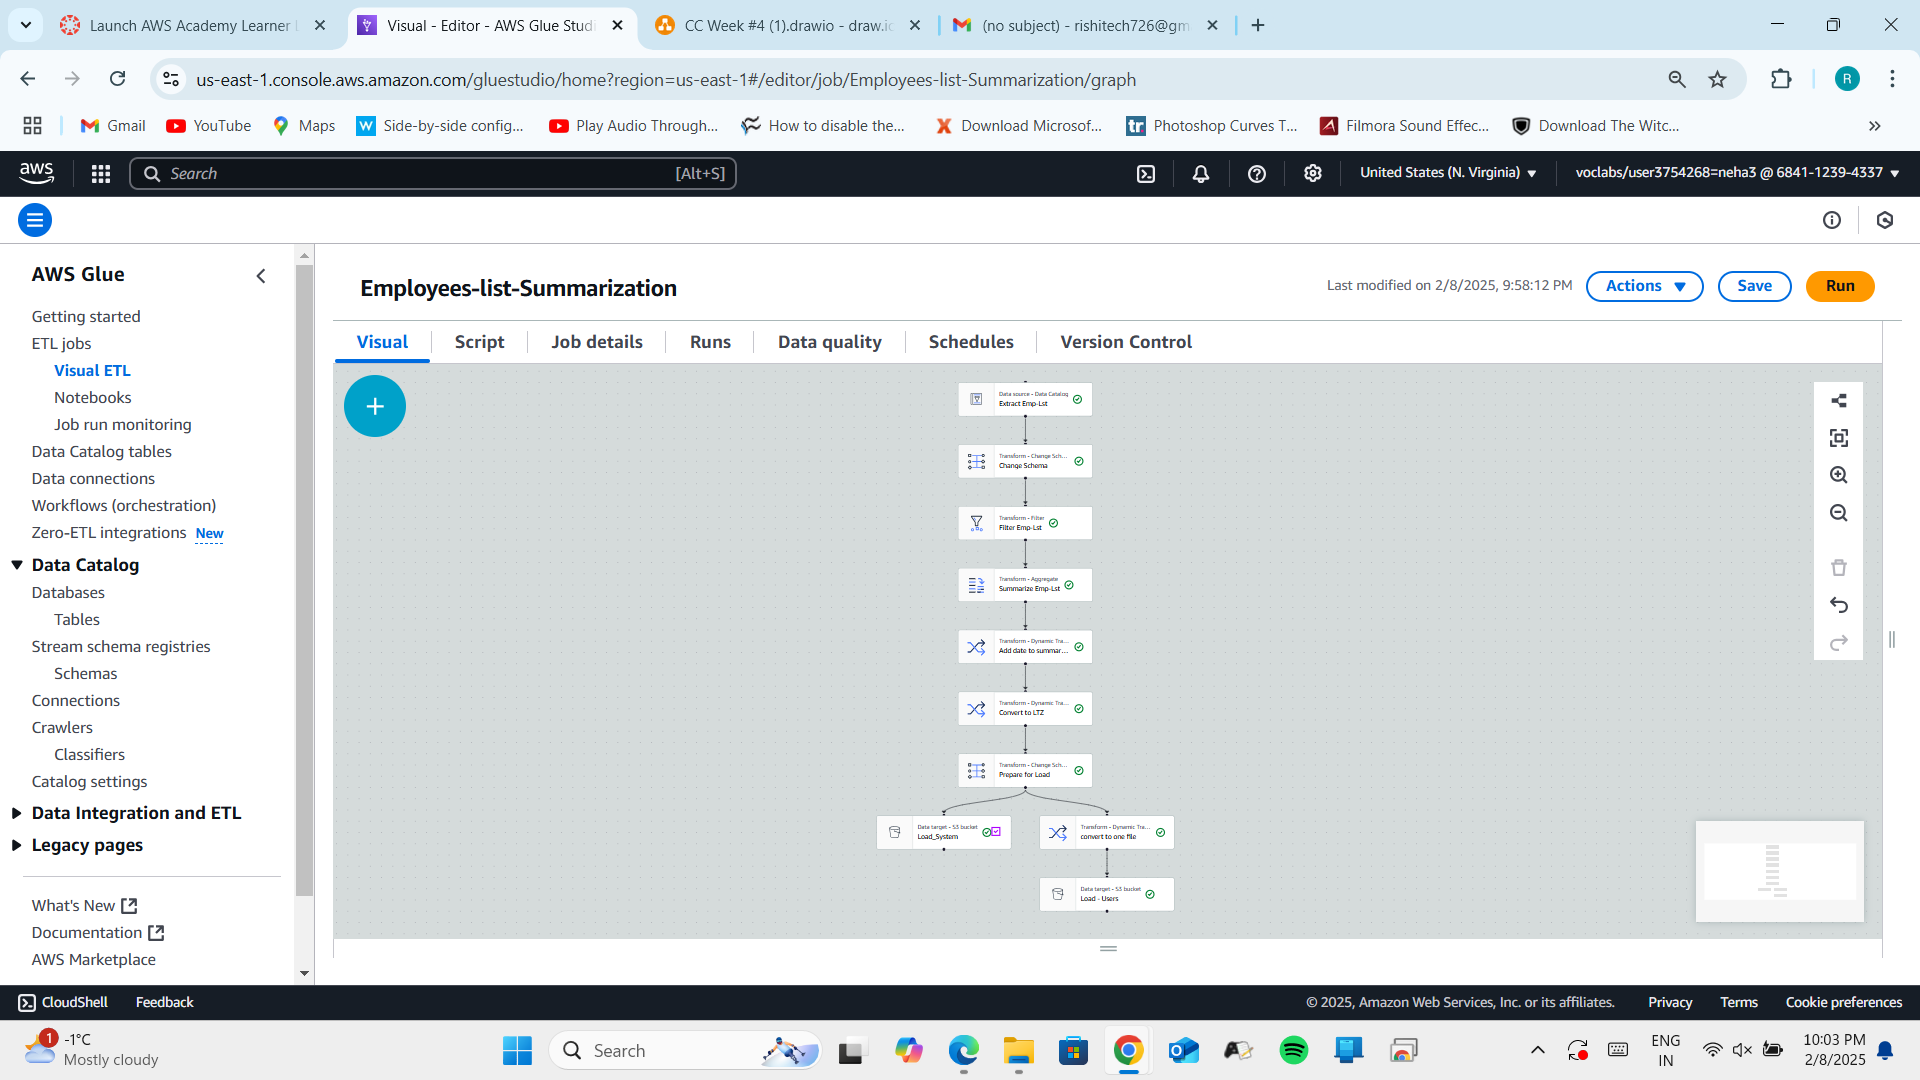 Launch AWS Academy Learner L
Visual - Editor - AWS Glue Studi
CC Week #4 (1).drawio - draw.io
(no subject) - rishitech726@gm
us-east-1.console.aws.amazon.com/gluestudio/home?region=us-east-1#/editor/job/Employees-list-Summarization/graph
R
Gmail
YouTube
Maps
Side-by-side config...
Play Audio Through...
How to disable the...
Download Microsof...
Photoshop Curves T...
Filmora Sound Effec...
Download The Witc...
aws
Search
[Alt+S]
United States (N. Virginia)
voclabs/user3754268=neha3 @ 6841-1239-4337
AWS Glue
Getting started
ETL jobs
Visual ETL
Notebooks
Job run monitoring
Data Catalog tables
Data connections
Workflows (orchestration)
Zero-ETL integrations New
Data Catalog
Databases
Tables
Stream schema registries
Schemas
Connections
Crawlers
Classifiers
Catalog settings
Data Integration and ETL
Legacy pages
What's New
Documentation
AWS Marketplace
Employees-list-Summarization
Last modified on 2/8/2025, 9:58:12 PM
Actions
Save
Run
Visual
Script
Job details
Runs
Data quality
Schedules
Version Control
Data source - Data Catalog
Extract Emp-Lst
Transform - Change Sch...
Change Schema
Transform - Filter
Filter Emp-Lst
Transform - Aggregate
Summarize Emp-Lst
Transform - Dynamic Tra...
Add date to summar...
Transform - Dynamic Tra...
Convert to LTZ
Transform - Change Sch...
Prepare for Load
Data target - S3 bucket
Load_System
Transform - Dynamic Tra...
convert to one file
Data target - S3 bucket
Load - Users
CloudShell
Feedback
© 2025, Amazon Web Services, Inc. or its affiliates.
Privacy
Terms
Cookie preferences
1
-1°C
Mostly cloudy
Search
ENG
IN
10:03 PM
2/8/2025